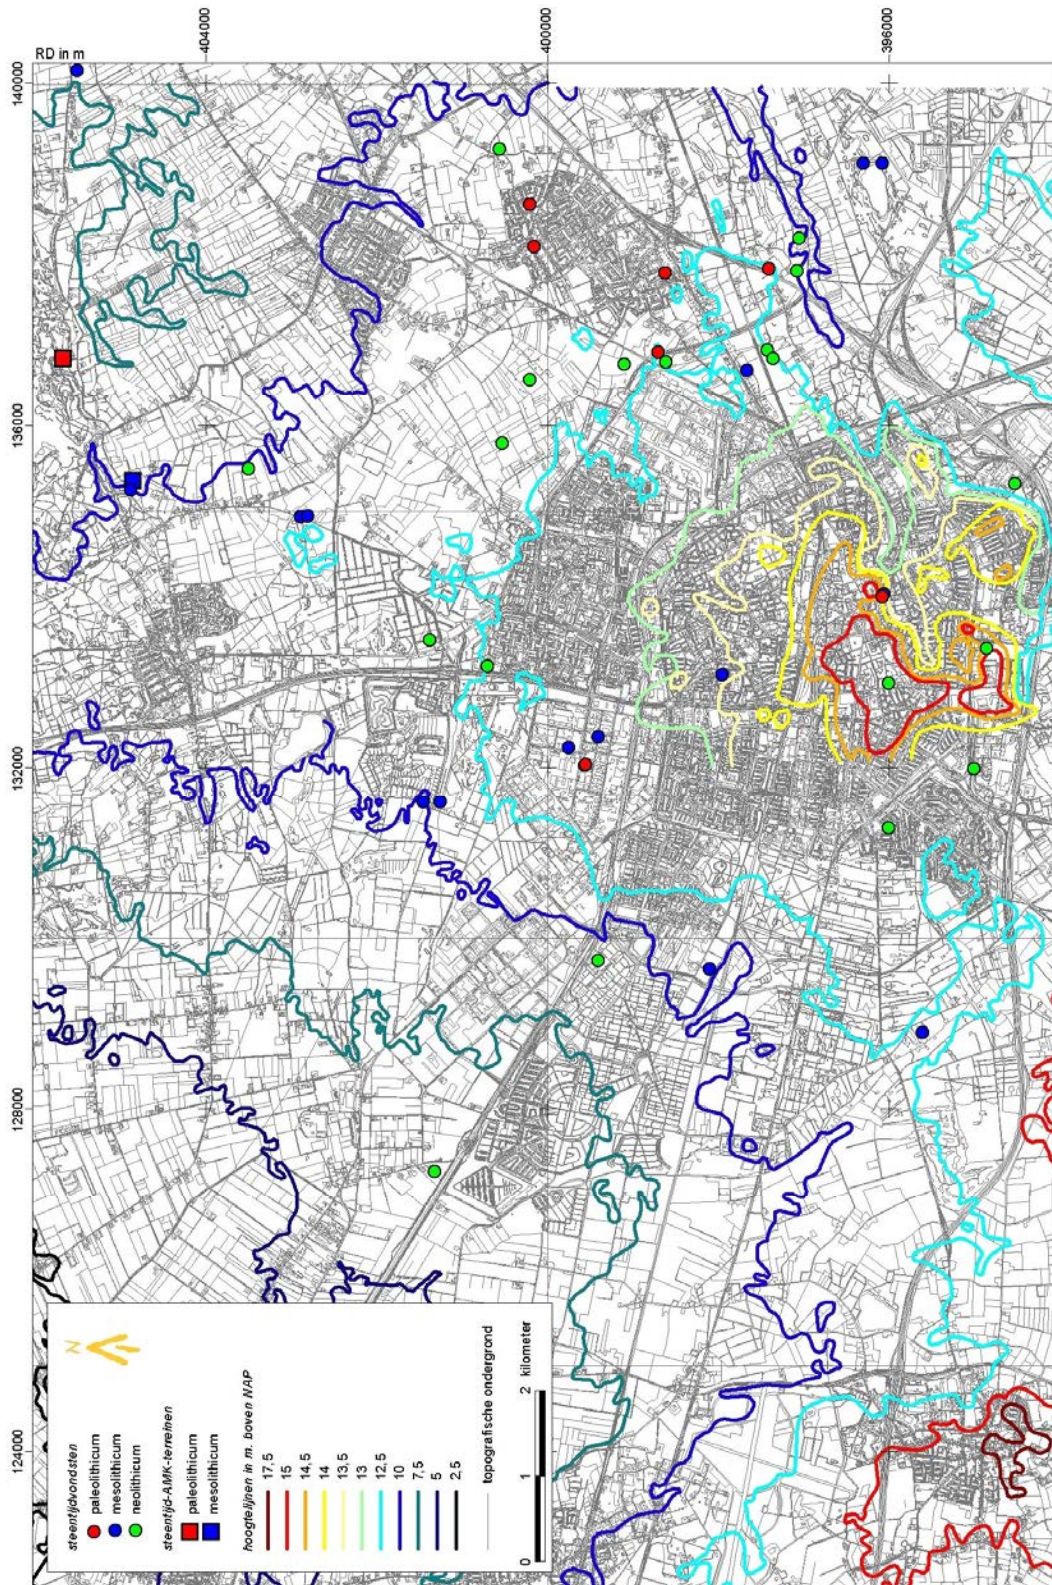 RD in m
404000
400000
396000
140000
136000
132000
128000
124000
N
steentijdvondsten
paleolithicum
mesolithicum
neolithicum
steentijd-AMK-terreinen
paleolithicum
mesolithicum
hoogtelijnen in m. boven NAP
17,5
15
14,5
14
13,5
13
12,5
10
7,5
5
2,5
topografische ondergrond
0 1 2 kilometer